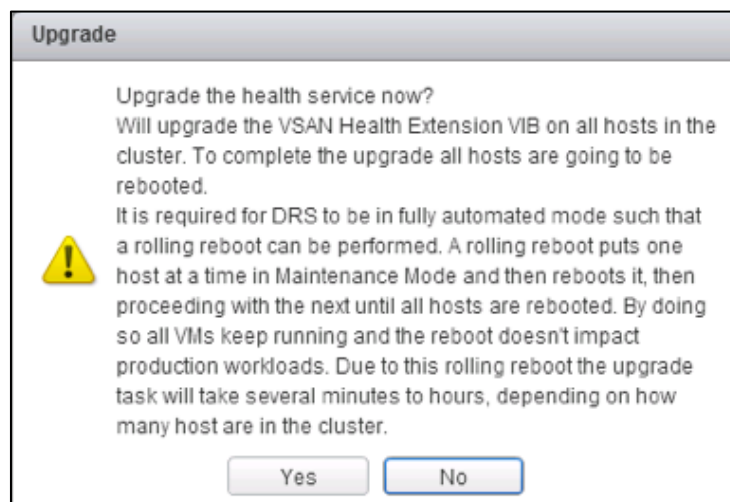 Upgrade
Upgrade the health service now?
Will upgrade the VSAN Health Extension VIB on all hosts in the
cluster. To complete the upgrade all hosts are going to be
rebooted.
It is required for DRS to be in fully automated mode such that
a rolling reboot can be performed. A rolling reboot puts one
host at a time in Maintenance Mode and then reboots it, then
proceeding with the next until all hosts are rebooted. By doing
so all VMs keep running and the reboot doesn't impact
production workloads. Due to this rolling reboot the upgrade
task will take several minutes to hours, depending on how
many host are in the cluster.
Yes No